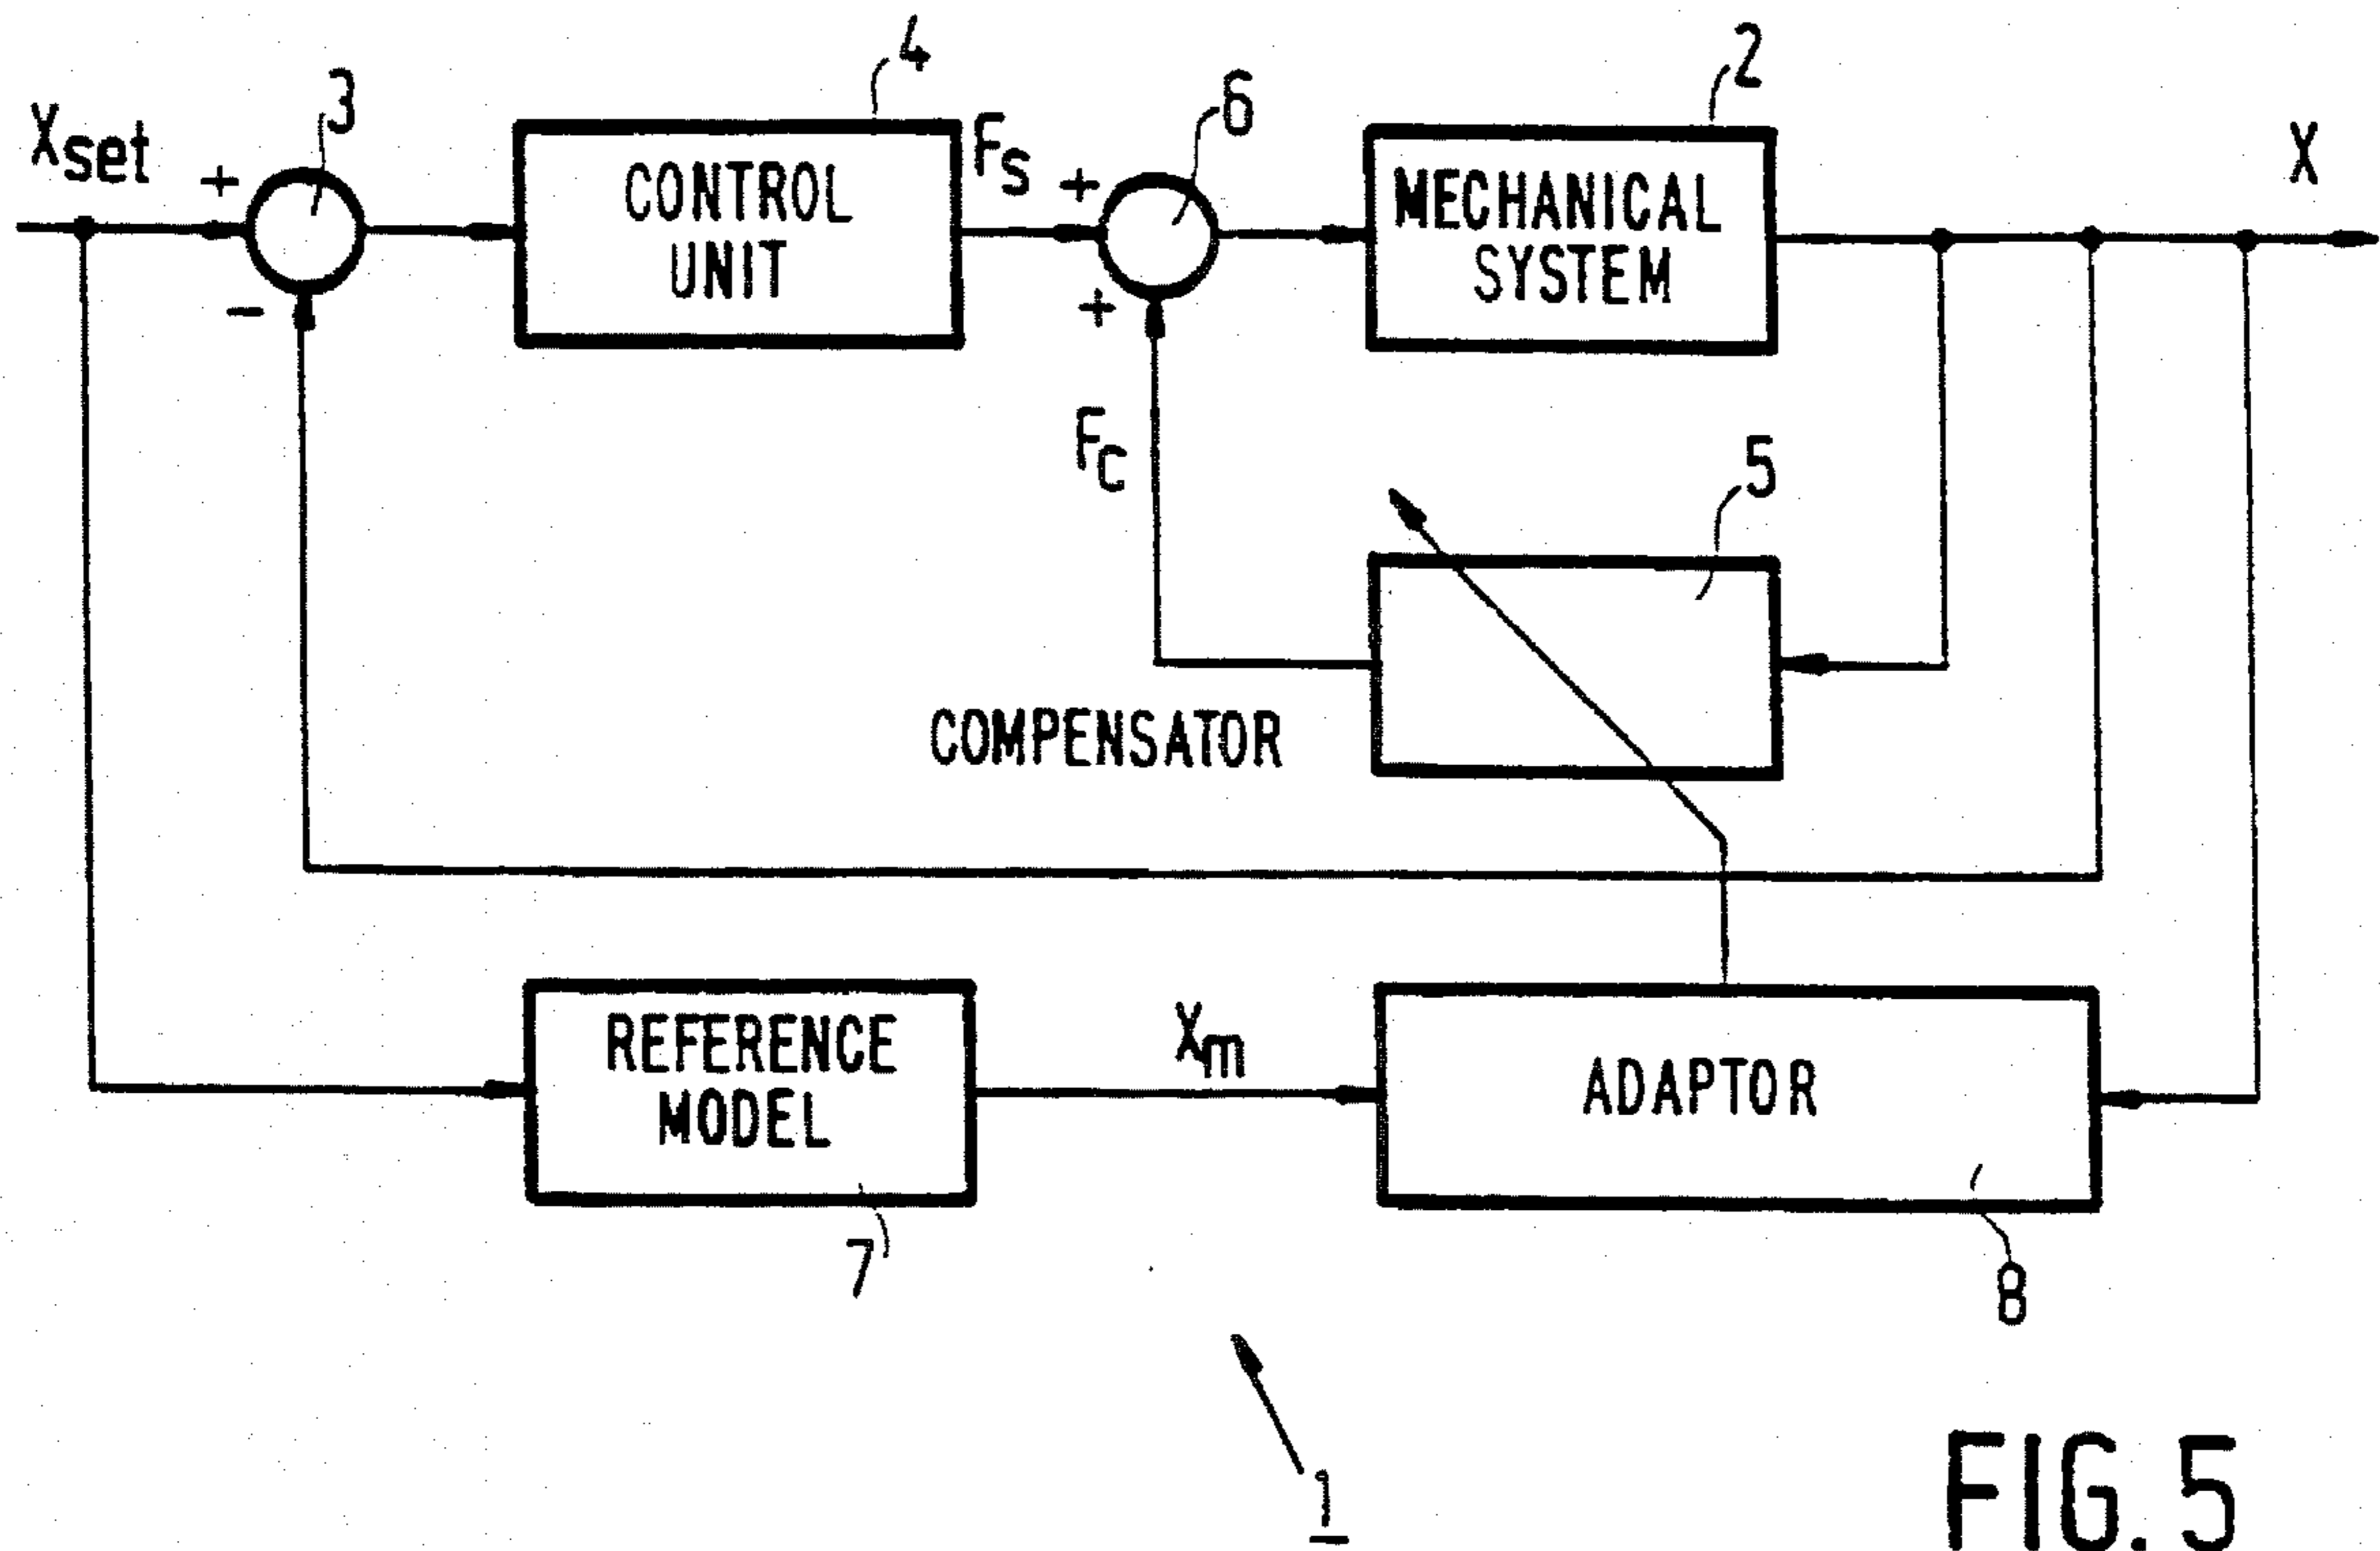 4
2
3
6
Xset
Fs
X
+
+
CONTROL
UNIT
MECHANICAL
SYSTEM
-
+
Fc
5
COMPENSATOR
REFERENCE
MODEL
Xm
ADAPTOR
7
8
1
FIG. 5